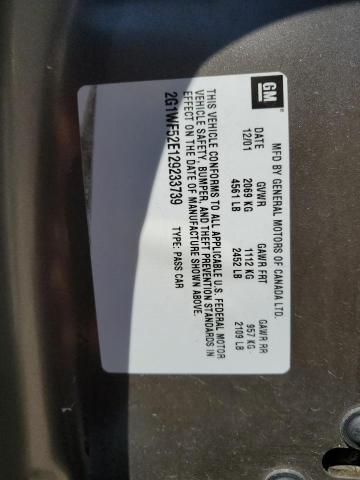 GM
MFD BY GENERAL MOTORS OF CANADA LTD.
DATE GVWR GAWR FRT GAWR RR
12/01 2069 KG 1112 KG 957 KG
4561 LB 2452 LB 2109 LB
THIS VEHICLE CONFORMS TO ALL APPLICABLE U.S. FEDERAL MOTOR
VEHICLE SAFETY, BUMPER, AND THEFT PREVENTION STANDARDS IN
EFFECT ON THE DATE OF MANUFACTURE SHOWN ABOVE.
2G1WF52E129233739 TYPE: PASS CAR